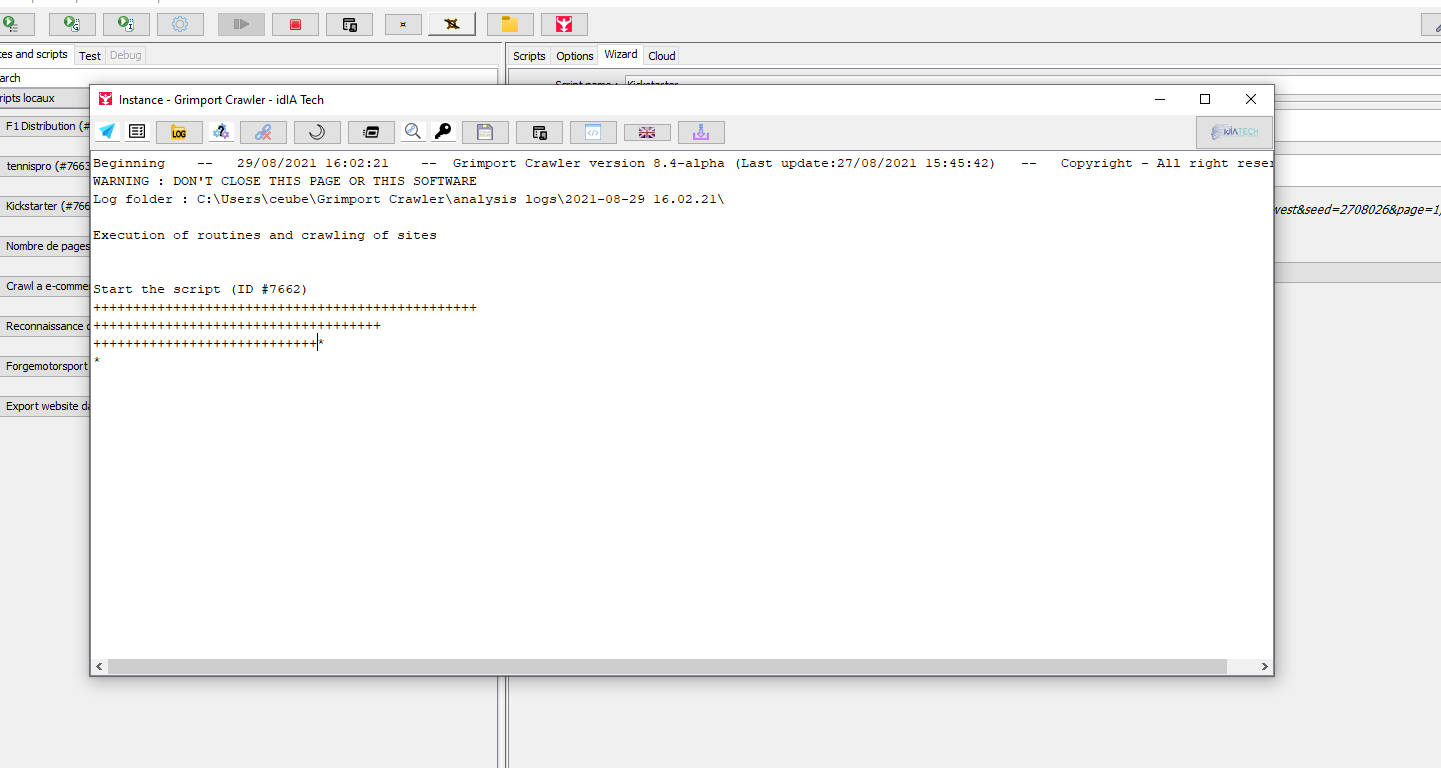 tes and scripts Test Debug
Scripts Options Wizard Cloud
arch
Script name : Kickstarter
ripts locaux
F1 Distribution (#
tennispro (#7663
Kickstarter (#766
Nombre de pages
Crawl a e-comme
Reconnaissance
Forgemotorsport
Export website da
west&seed=2708026&page=1,
Instance - Grimport Crawler - idIA Tech
LOG
idIATECH
Beginning -- 29/08/2021 16:02:21 -- Grimport Crawler version 8.4-alpha (Last update:27/08/2021 15:45:42) -- Copyright - All right reser
WARNING : DON'T CLOSE THIS PAGE OR THIS SOFTWARE
Log folder : C:\Users\ceube\Grimport Crawler\analysis logs\2021-08-29 16.02.21\
Execution of routines and crawling of sites
Start the script (ID #7662)
++++++++++++++++++++++++++++++++++++++++++++++++
++++++++++++++++++++++++++++++++++++
++++++++++++++++++++++++++++*
*